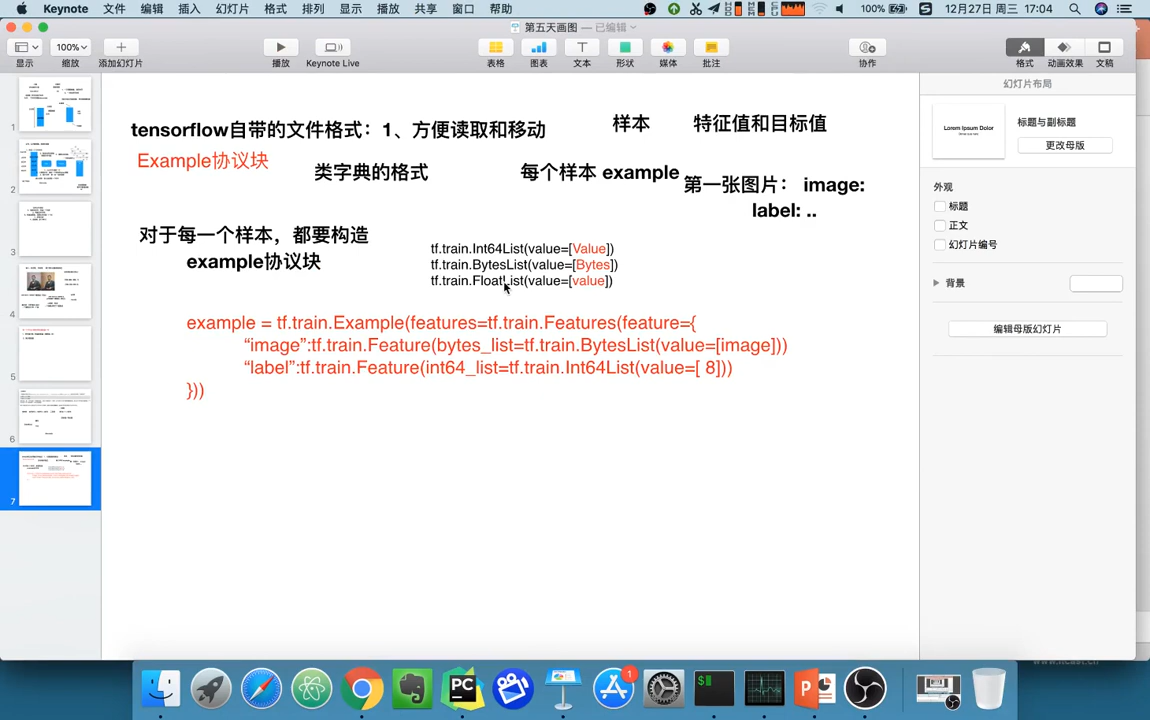 Keynote 文件 编辑 插入 幻灯片 格式 排列 显示 播放 共享 窗口 帮助 100% 12月27日 周三 17:04
第五天画图 — 已编辑
100%
显示 缩放 添加幻灯片 播放 Keynote Live 表格 图表 文本 形状 媒体 批注 协作 格式 动画效果 文稿
幻灯片布局
tensorflow自带的文件格式：1、方便读取和移动
样本 特征值和目标值
Example协议块
类字典的格式
每个样本 example
第一张图片： image:
label: ..
对于每一个样本，都要构造
example协议块
tf.train.Int64List(value=[Value])
tf.train.BytesList(value=[Bytes])
tf.train.FloatList(value=[value])
example = tf.train.Example(features=tf.train.Features(feature={
“image”:tf.train.Feature(bytes_list=tf.train.BytesList(value=[image]))
“label”:tf.train.Feature(int64_list=tf.train.Int64List(value=[ 8]))
}))
Lorem Ipsum Dolor
标题与副标题
更改母版
外观
标题
正文
幻灯片编号
背景
编辑母版幻灯片
1
2
3
4
5
6
7
PC
1
$
P